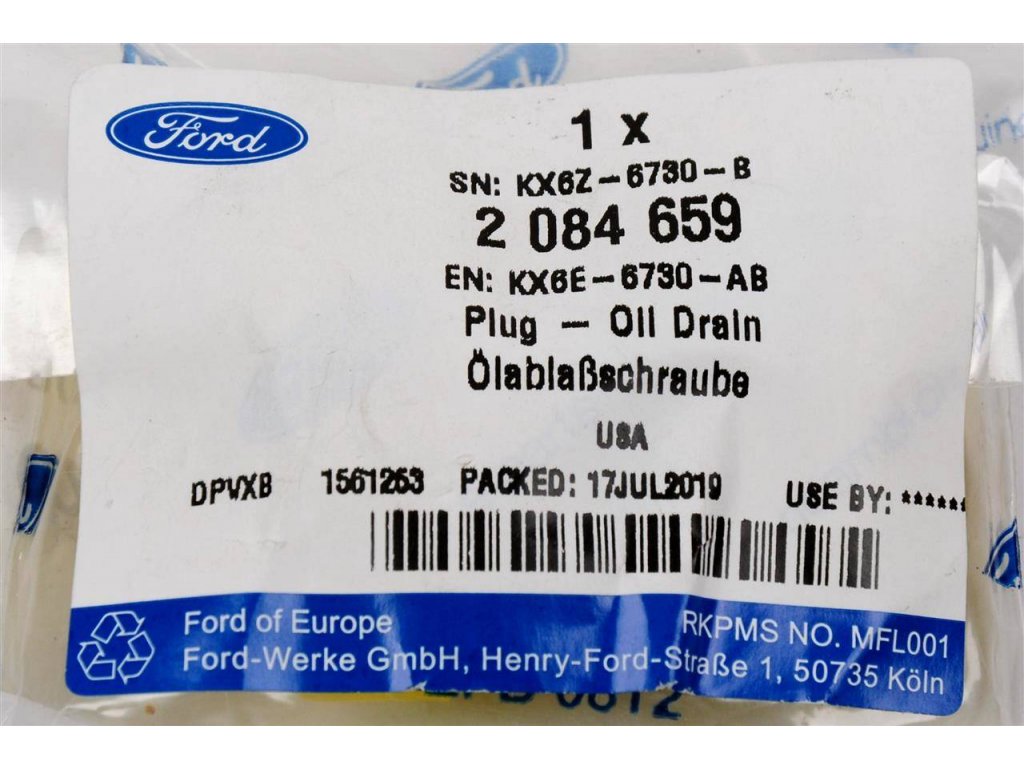 Ford
1 x
SN: KX6Z-6730-B
2 084 659
EN: KX6E-6730-AB
Plug - Oil Drain
Ölablaßschraube
USA
DPVXB 1561253 PACKED: 17JUL2019 USE BY: ******
Ford of Europe RKPMS NO. MFL001
Ford-Werke GmbH, Henry-Ford-Straße 1, 50735 Köln